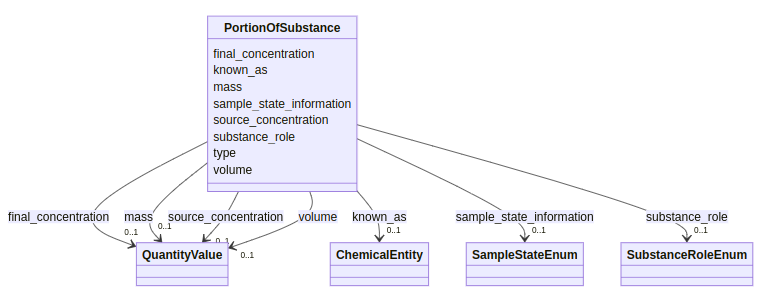 PortionOfSubstance
final_concentration
known_as
mass
sample_state_information
source_concentration
substance_role
type
volume
final_concentration mass source_concentration volume known_as sample_state_information substance_role
0..1 0..1 0..1 0..1 0..1 0..1 0..1
QuantityValue ChemicalEntity SampleStateEnum SubstanceRoleEnum